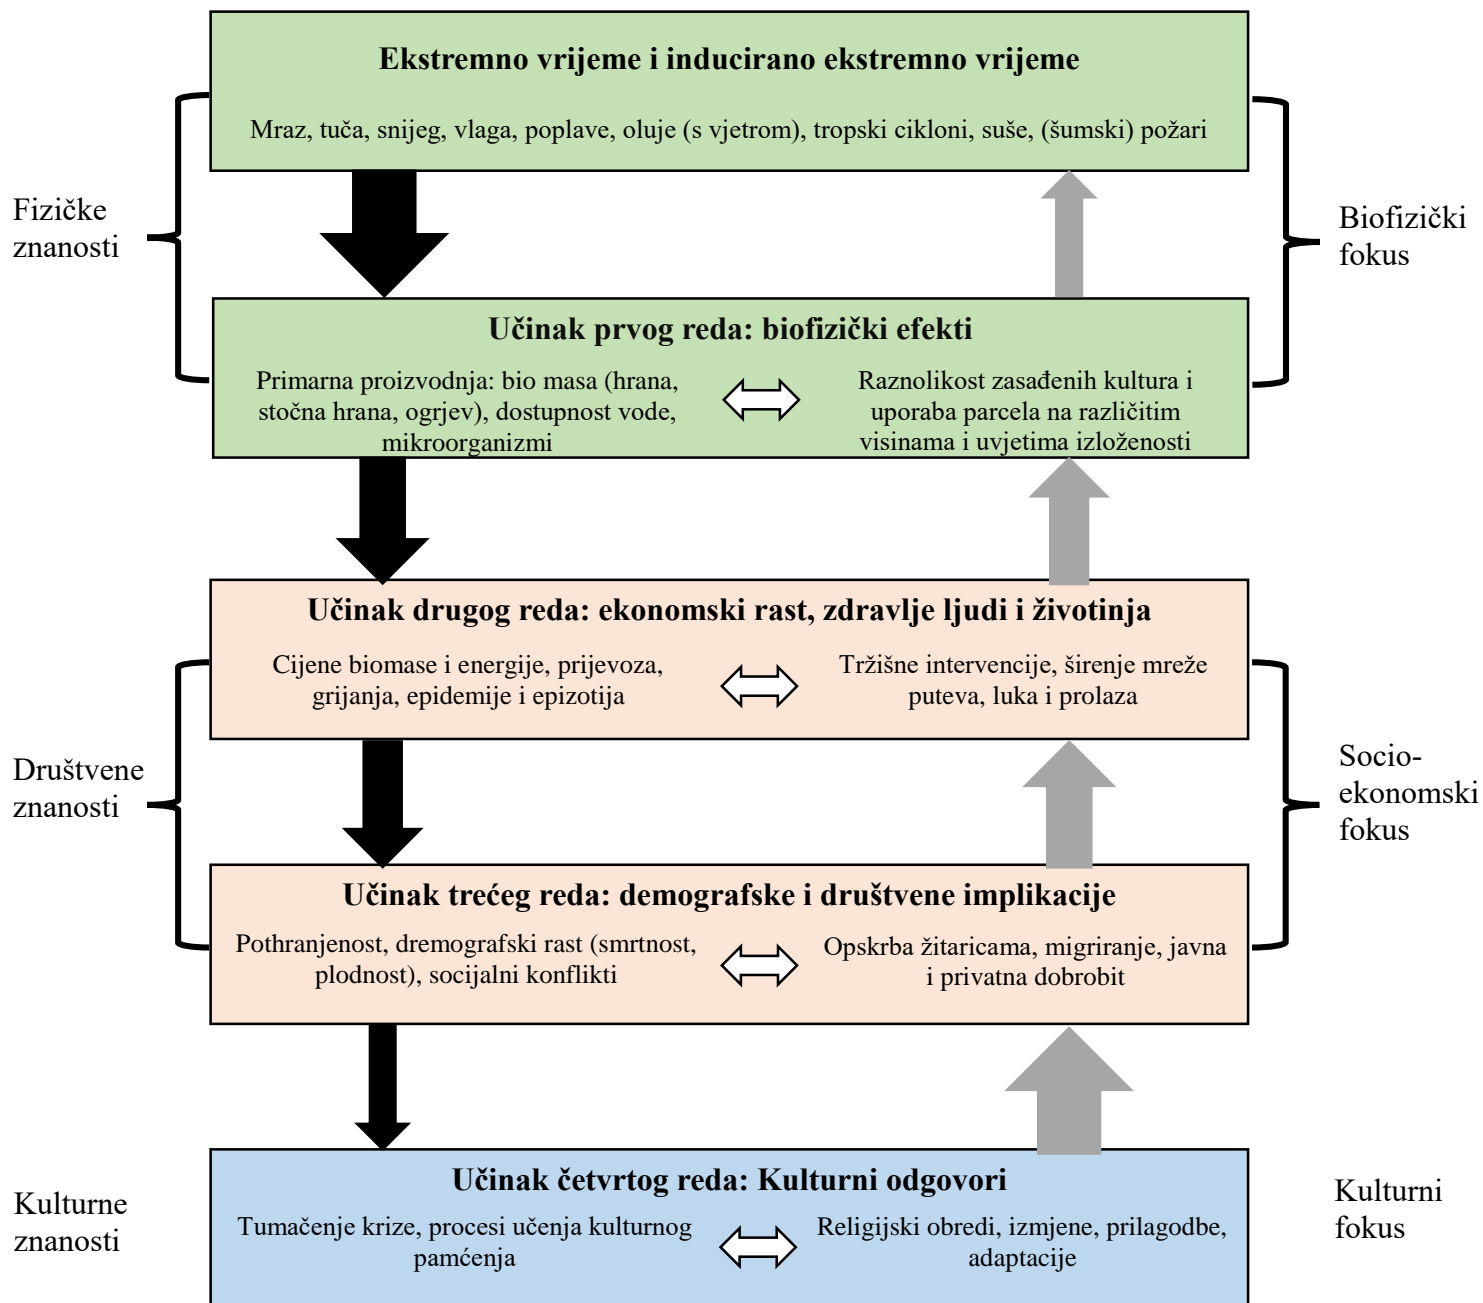 Ekstremno vrijeme i inducirano ekstremno vrijeme
Mraz, tuča, snijeg, vlaga, poplave, oluje (s vjetrom), tropski cikloni, suše, (šumski) požari
Fizičke
znanosti
Biofizički
fokus
Učinak prvog reda: biofizički efekti
Primarna proizvodnja: bio masa (hrana,
stočna hrana, ogrjev), dostupnost vode,
mikroorganizmi
Raznolikost zasađenih kultura i
uporaba parcela na različitim
visinama i uvjetima izloženosti
Učinak drugog reda: ekonomski rast, zdravlje ljudi i životinja
Cijene biomase i energije, prijevoza,
grijanja, epidemije i epizotija
Tržišne intervencije, širenje mreže
puteva, luka i prolaza
Društvene
znanosti
Socio-
ekonomski
fokus
Učinak trećeg reda: demografske i društvene implikacije
Pothranjenost, dremografski rast (smrtnost,
plodnost), socijalni konflikti
Opskrba žitaricama, migriranje, javna
i privatna dobrobit
Učinak četvrtog reda: Kulturni odgovori
Tumačenje krize, procesi učenja kulturnog
pamćenja
Religijski obredi, izmjene, prilagodbe,
adaptacije
Kulturne
znanosti
Kulturni
fokus